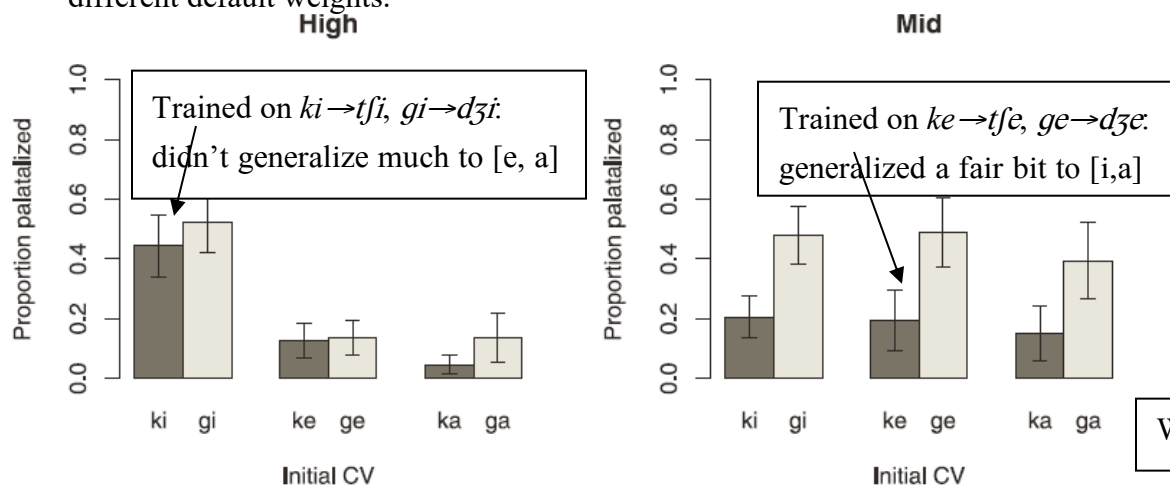 different default weights.
High
Mid
Trained on ki→tʃi, gi→dʒi:
didn't generalize much to [e, a]
Trained on ke→tʃe, ge→dʒe:
generalized a fair bit to [i,a]
Proportion palatalized
1.0
0.8
0.6
0.4
0.2
0.0
ki gi ke ge ka ga
Initial CV
Proportion palatalized
1.0
0.8
0.6
0.4
0.2
0.0
ki gi ke ge ka ga
Initial CV